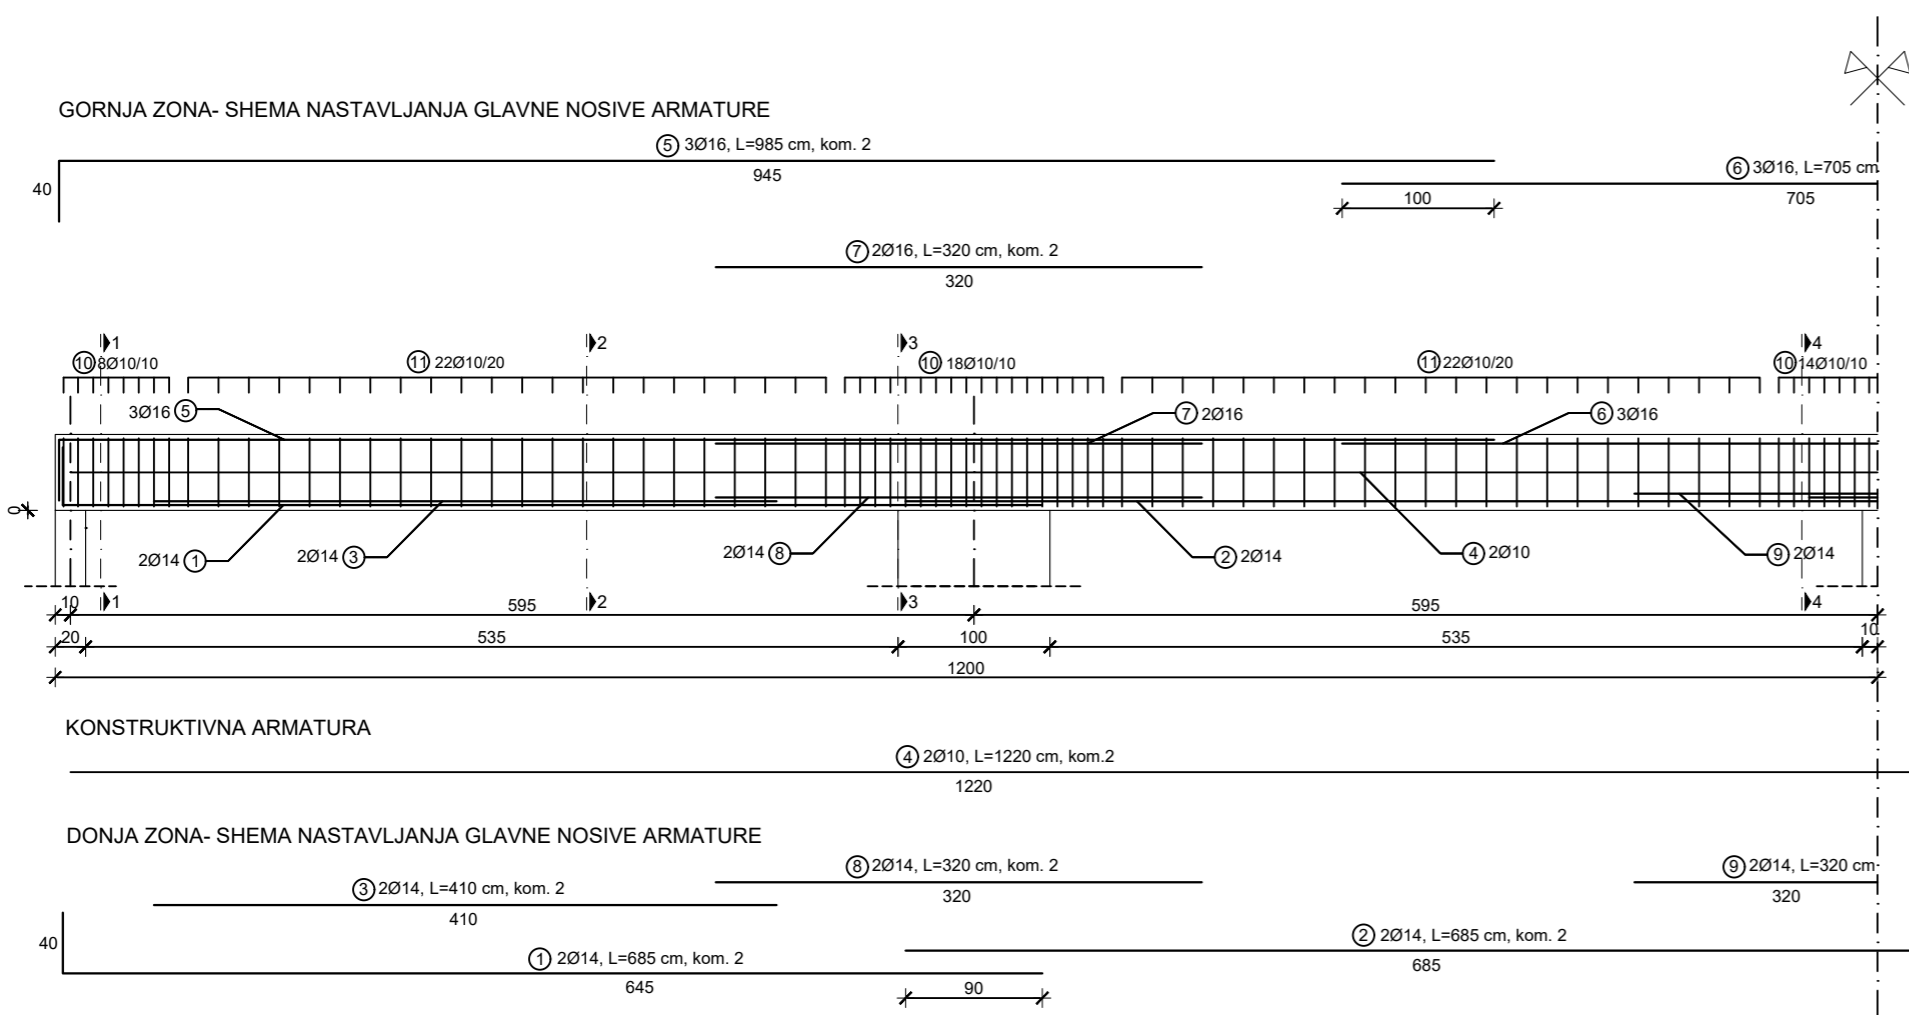 GORNJA ZONA- SHEMA NASTAVLJANJA GLAVNE NOSIVE ARMATURE
5 3Ø16, L=985 cm, kom. 2
945
40
6 3Ø16, L=705 cm
705
100
7 2Ø16, L=320 cm, kom. 2
320
1 2 3 4
10 8Ø10/10 11 22Ø10/20 10 18Ø10/10 11 22Ø10/20 10 14Ø10/10
3Ø16 5 7 2Ø16 6 3Ø16
0
2Ø14 1 2Ø14 3 2Ø14 8 2 2Ø14 4 2Ø10 9 2Ø14
1 2 3 4
10 595 595
20 535 100 535 10
1200
KONSTRUKTIVNA ARMATURA
4 2Ø10, L=1220 cm, kom.2
1220
DONJA ZONA- SHEMA NASTAVLJANJA GLAVNE NOSIVE ARMATURE
8 2Ø14, L=320 cm, kom. 2
320
9 2Ø14, L=320 cm
320
3 2Ø14, L=410 cm, kom. 2
410
40
2 2Ø14, L=685 cm, kom. 2
685
1 2Ø14, L=685 cm, kom. 2
645
90